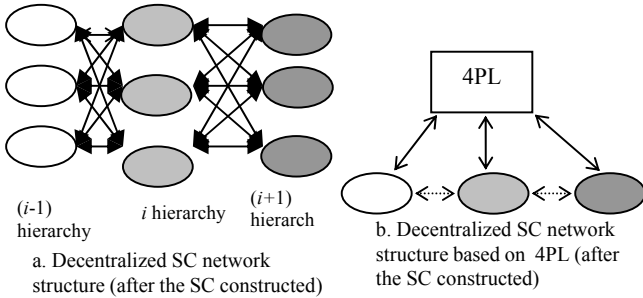 4PL
(i-1)
hierarchy
i hierarchy
(i+1)
hierarch
a. Decentralized SC network
structure (after the SC constructed)
b. Decentralized SC network
structure based on 4PL (after
the SC constructed)